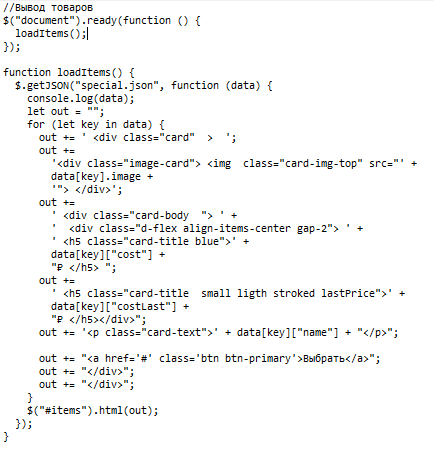 //Вывод товаров
$("document").ready(function () {
  loadItems();
});

function loadItems() {
  $.getJSON("special.json", function (data) {
    console.log(data);
    let out = "";
    for (let key in data) {
      out += ' <div class="card"  >  ';
      out +=
        '<div class="image-card"> <img  class="card-img-top" src="' +
        data[key].image +
        '"> </div>';
      out +=
        ' <div class="card-body  "> ' +
        '  <div class="d-flex align-items-center gap-2"> ' +
        ' <h5 class="card-title blue">' +
        data[key]["cost"] +
        "₽ </h5> ";
      out +=
        ' <h5 class="card-title  small ligth stroked lastPrice">' +
        data[key]["costLast"] +
        "₽ </h5></div>";
      out += '<p class="card-text">' + data[key]["name"] + "</p>";

      out += "<a href='#' class='btn btn-primary'>Выбрать</a>";
      out += "</div>";
      out += "</div>";
    }
    $("#items").html(out);
  });
}